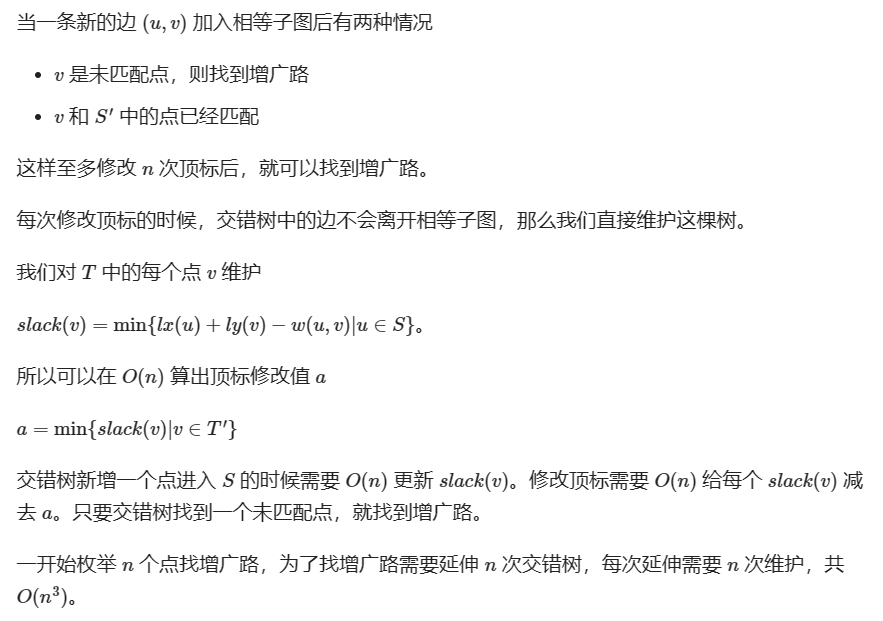 当一条新的边 (u, v) 加入相等子图后有两种情况
• v 是未匹配点，则找到增广路
• v 和 S′ 中的点已经匹配
这样至多修改 n 次顶标后，就可以找到增广路。
每次修改顶标的时候，交错树中的边不会离开相等子图，那么我们直接维护这棵树。
我们对 T 中的每个点 v 维护
slack(v) = min{lx(u) + ly(v) − w(u, v)|u ∈ S}。
所以可以在 O(n) 算出顶标修改值 a
a = min{slack(v)|v ∈ T′}
交错树新增一个点进入 S 的时候需要 O(n) 更新 slack(v)。修改顶标需要 O(n) 给每个 slack(v) 减
去 a。只要交错树找到一个未匹配点，就找到增广路。
一开始枚举 n 个点找增广路，为了找增广路需要延伸 n 次交错树，每次延伸需要 n 次维护，共
O(n³)。